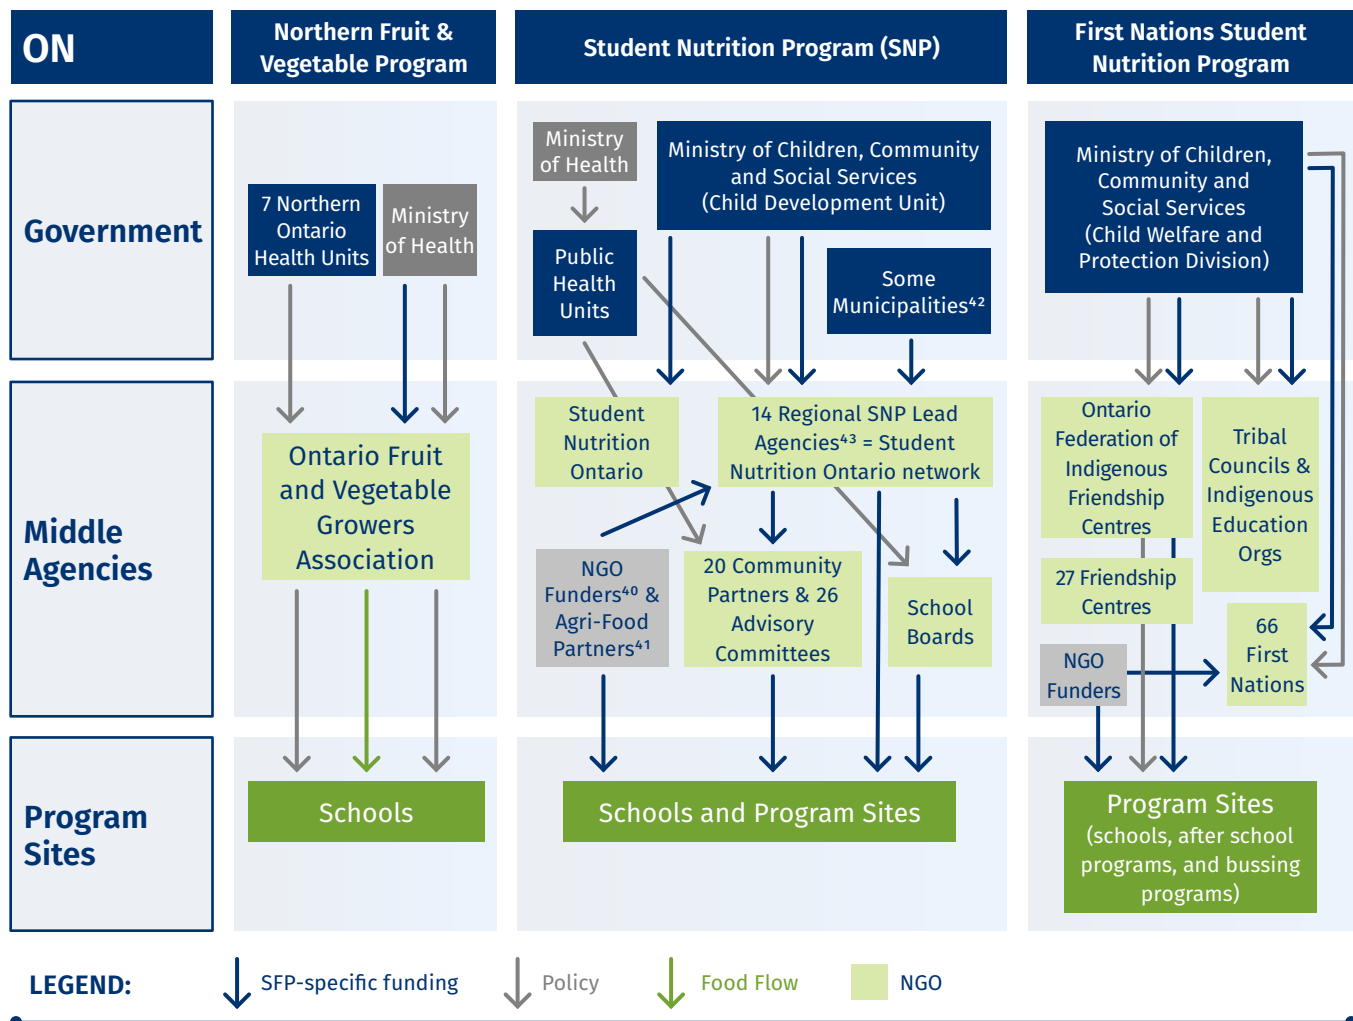 ON
Northern Fruit &
Vegetable Program
Student Nutrition Program (SNP)
First Nations Student
Nutrition Program
Government
7 Northern
Ontario
Health Units
Ministry
of Health
Ministry
of Health
Public
Health
Units
Ministry of Children, Community
and Social Services
(Child Development Unit)
Some
Municipalities⁴²
Ministry of Children,
Community and
Social Services
(Child Welfare and
Protection Division)
Middle
Agencies
Ontario Fruit
and Vegetable
Growers
Association
Student
Nutrition
Ontario
14 Regional SNP Lead
Agencies⁴³ = Student
Nutrition Ontario network
NGO
Funders⁴⁰ &
Agri-Food
Partners⁴¹
20 Community
Partners & 26
Advisory
Committees
School
Boards
Ontario
Federation of
Indigenous
Friendship
Centres
27 Friendship
Centres
Tribal
Councils &
Indigenous
Education
Orgs
NGO
Funders
66
First
Nations
Program
Sites
Schools
Schools and Program Sites
Program Sites
(schools, after school
programs, and bussing
programs)
LEGEND:
SFP-specific funding
Policy
Food Flow
NGO